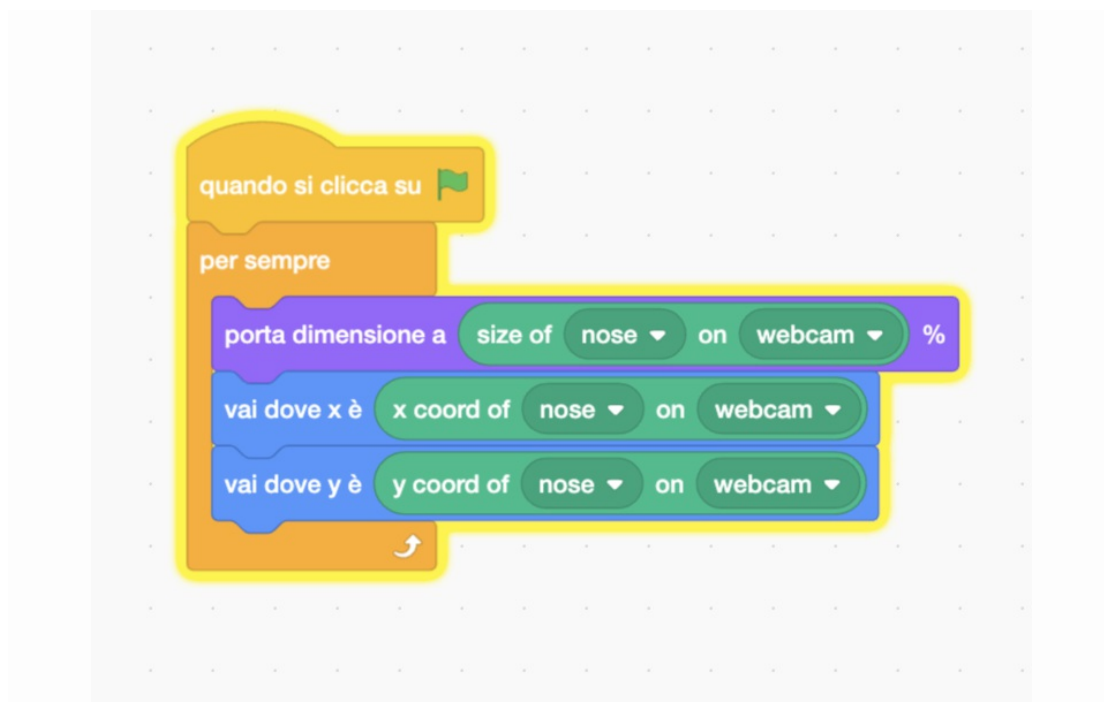 quando si clicca su
per sempre
porta dimensione a size of nose on webcam %
vai dove x è x coord of nose on webcam
vai dove y è y coord of nose on webcam